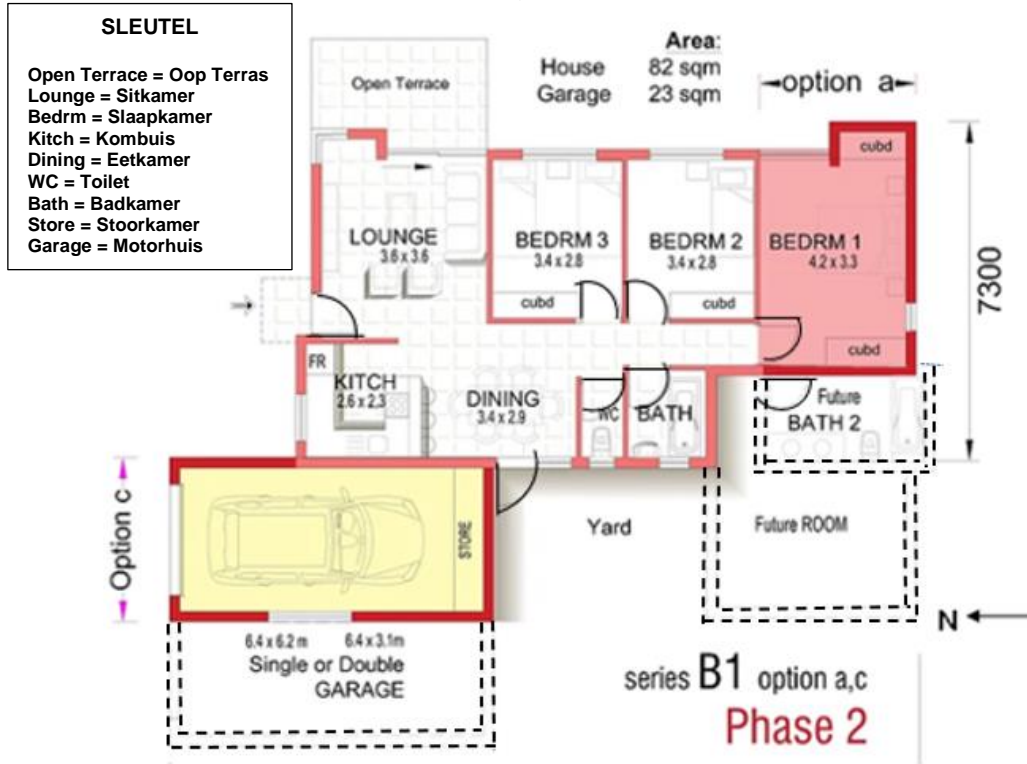 SLEUTEL
Open Terrace = Oop Terras
Lounge = Sitkamer
Bedrm = Slaapkamer
Kitch = Kombuis
Dining = Eetkamer
WC = Toilet
Bath = Badkamer
Store = Stoorkamer
Garage = Motorhuis
Area:
House 82 sqm
Garage 23 sqm
option a
Open Terrace
cubd
LOUNGE
3.6 x 3.6
BEDRM 3
3.4 x 2.8
BEDRM 2
3.4 x 2.8
BEDRM 1
4.2 x 3.3
7300
cubd
cubd
cubd
FR
KITCH
2.6 x 2.3
DINING
3.4 x 2.9
WC
BATH
Future
BATH 2
Option c
STORE
Yard
Future ROOM
N
6.4 x 6.2 m 6.4 x 3.1m
Single or Double
GARAGE
series B1 option a,c
Phase 2